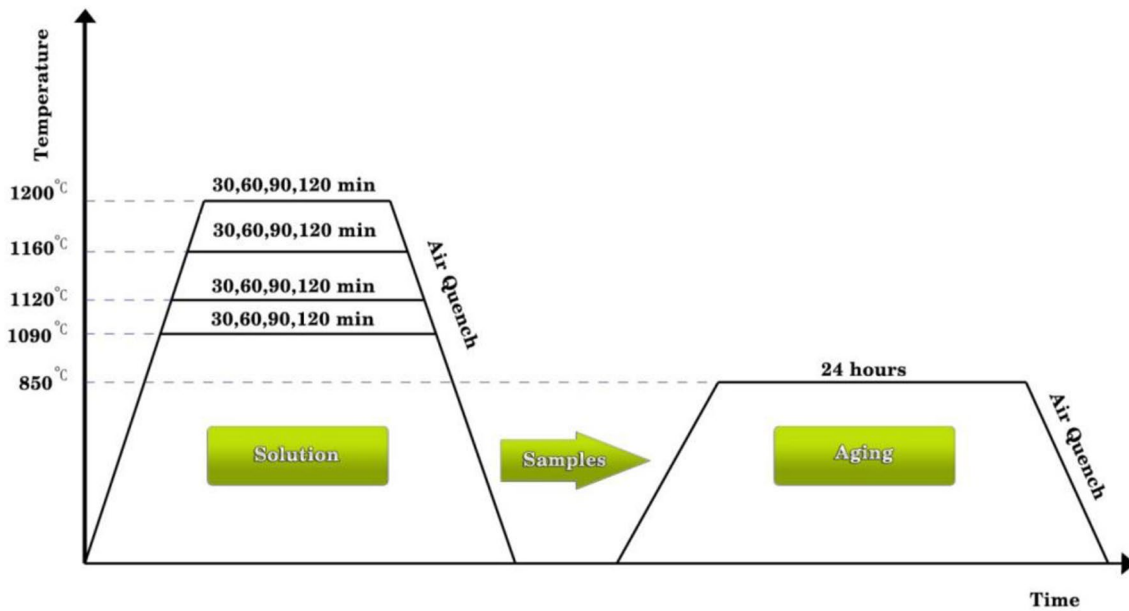 Temperature
1200°C
30,60,90,120 min
1160°C
30,60,90,120 min
1120°C
30,60,90,120 min
1090°C
30,60,90,120 min
Air Quench
850°C
24 hours
Air Quench
Solution
Samples
Aging
Time